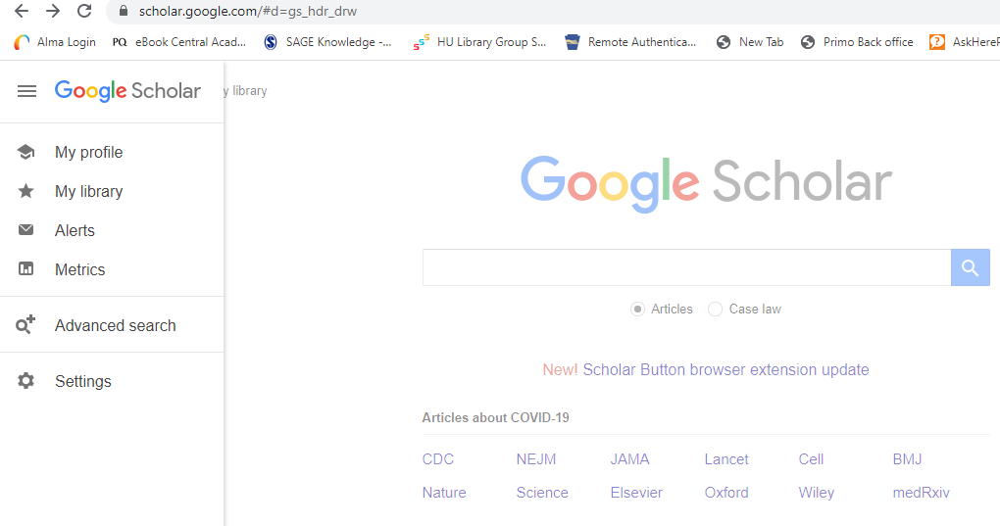 scholar.google.com/#d=gs_hdr_drw
Alma Login PQ eBook Central Acad... SAGE Knowledge -... HU Library Group S... Remote Authentica... New Tab Primo Back office AskHereP
Google Scholar y library
My profile
My library
Alerts
Metrics
Advanced search
Settings
Google Scholar
Articles Case law
New! Scholar Button browser extension update
Articles about COVID-19
CDC NEJM JAMA Lancet Cell BMJ
Nature Science Elsevier Oxford Wiley medRxiv